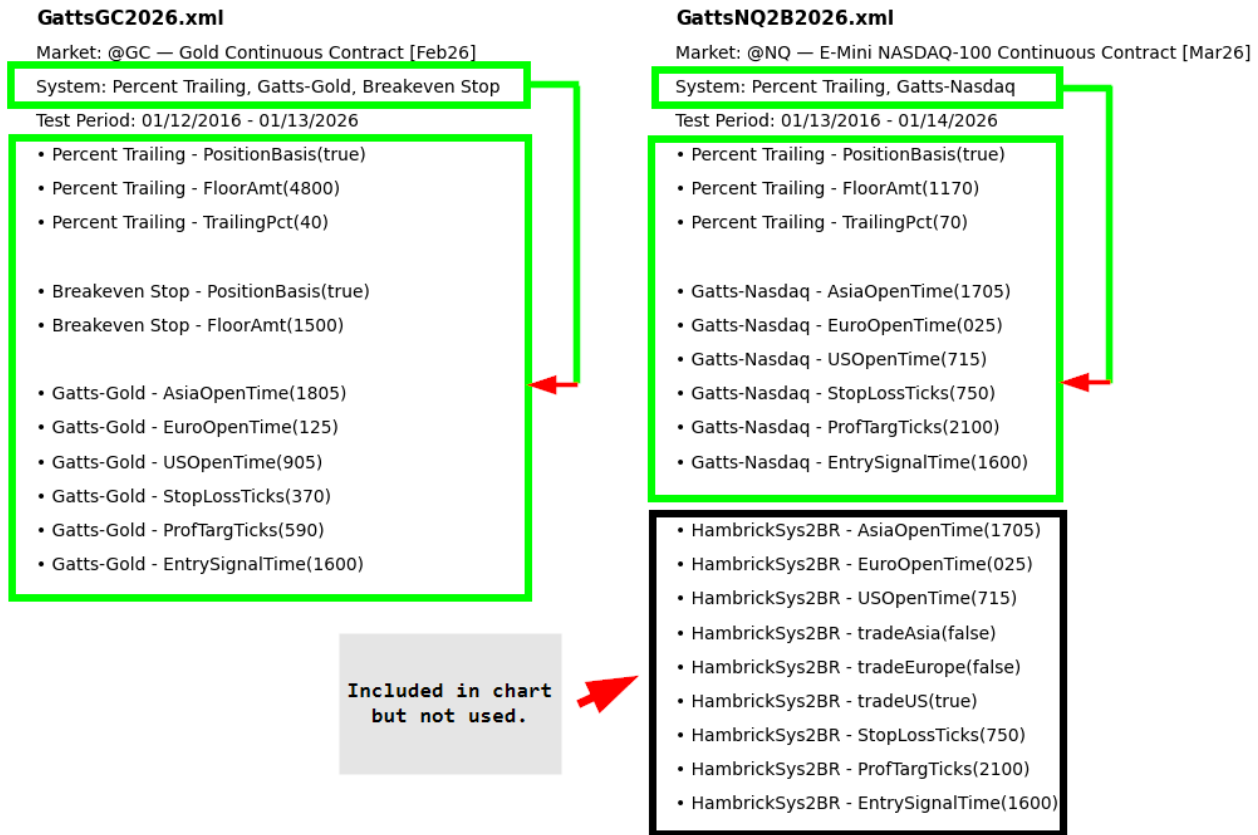 GattsGC2026.xml
Market: @GC — Gold Continuous Contract [Feb26]
System: Percent Trailing, Gatts-Gold, Breakeven Stop
Test Period: 01/12/2016 - 01/13/2026
• Percent Trailing - PositionBasis(true)
• Percent Trailing - FloorAmt(4800)
• Percent Trailing - TrailingPct(40)
• Breakeven Stop - PositionBasis(true)
• Breakeven Stop - FloorAmt(1500)
• Gatts-Gold - AsiaOpenTime(1805)
• Gatts-Gold - EuroOpenTime(125)
• Gatts-Gold - USOpenTime(905)
• Gatts-Gold - StopLossTicks(370)
• Gatts-Gold - ProfTargTicks(590)
• Gatts-Gold - EntrySignalTime(1600)
Included in chart
but not used.
GattsNQ2B2026.xml
Market: @NQ — E-Mini NASDAQ-100 Continuous Contract [Mar26]
System: Percent Trailing, Gatts-Nasdaq
Test Period: 01/13/2016 - 01/14/2026
• Percent Trailing - PositionBasis(true)
• Percent Trailing - FloorAmt(1170)
• Percent Trailing - TrailingPct(70)
• Gatts-Nasdaq - AsiaOpenTime(1705)
• Gatts-Nasdaq - EuroOpenTime(025)
• Gatts-Nasdaq - USOpenTime(715)
• Gatts-Nasdaq - StopLossTicks(750)
• Gatts-Nasdaq - ProfTargTicks(2100)
• Gatts-Nasdaq - EntrySignalTime(1600)
• HambrickSys2BR - AsiaOpenTime(1705)
• HambrickSys2BR - EuroOpenTime(025)
• HambrickSys2BR - USOpenTime(715)
• HambrickSys2BR - tradeAsia(false)
• HambrickSys2BR - tradeEurope(false)
• HambrickSys2BR - tradeUS(true)
• HambrickSys2BR - StopLossTicks(750)
• HambrickSys2BR - ProfTargTicks(2100)
• HambrickSys2BR - EntrySignalTime(1600)